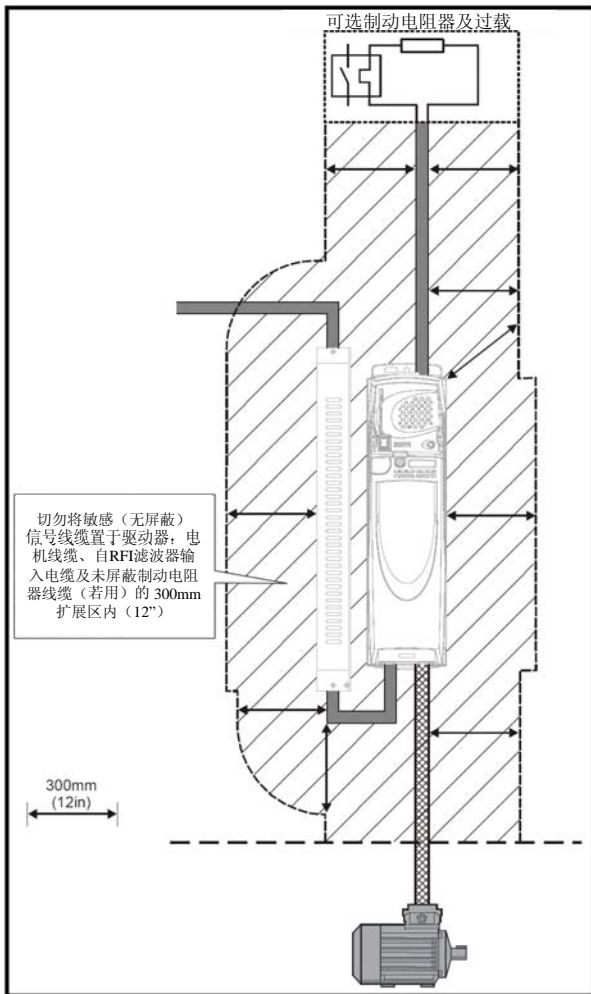 可选制动电阻器及过载
切勿将敏感（无屏蔽）
信号线缆置于驱动器，电
机线缆、自RFI滤波器输
入电缆及未屏蔽制动电阻
器线缆（若用）的 300mm
扩展区内（12”）
300mm
(12in)